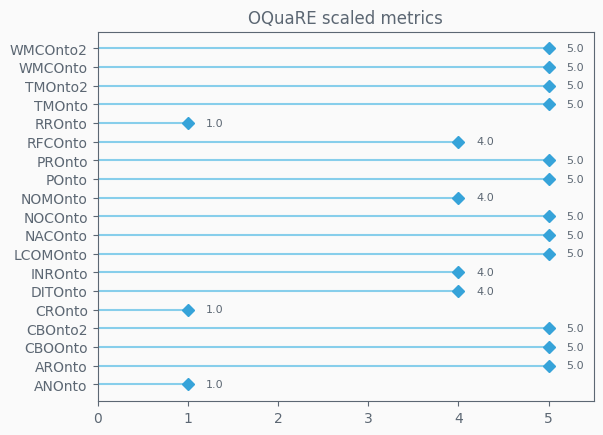 OQuaRE scaled metrics
WMCOnto2 5.0
WMCOnto 5.0
TMOnto2 5.0
TMOnto 5.0
RROnto 1.0
RFCOnto 4.0
PROnto 5.0
POnto 5.0
NOMOnto 4.0
NOCOnto 5.0
NACOnto 5.0
LCOMOnto 5.0
INROnto 4.0
DITOnto 4.0
CROnto 1.0
CBOnto2 5.0
CBOOnto 5.0
AROnto 5.0
ANOnto 1.0
0 1 2 3 4 5